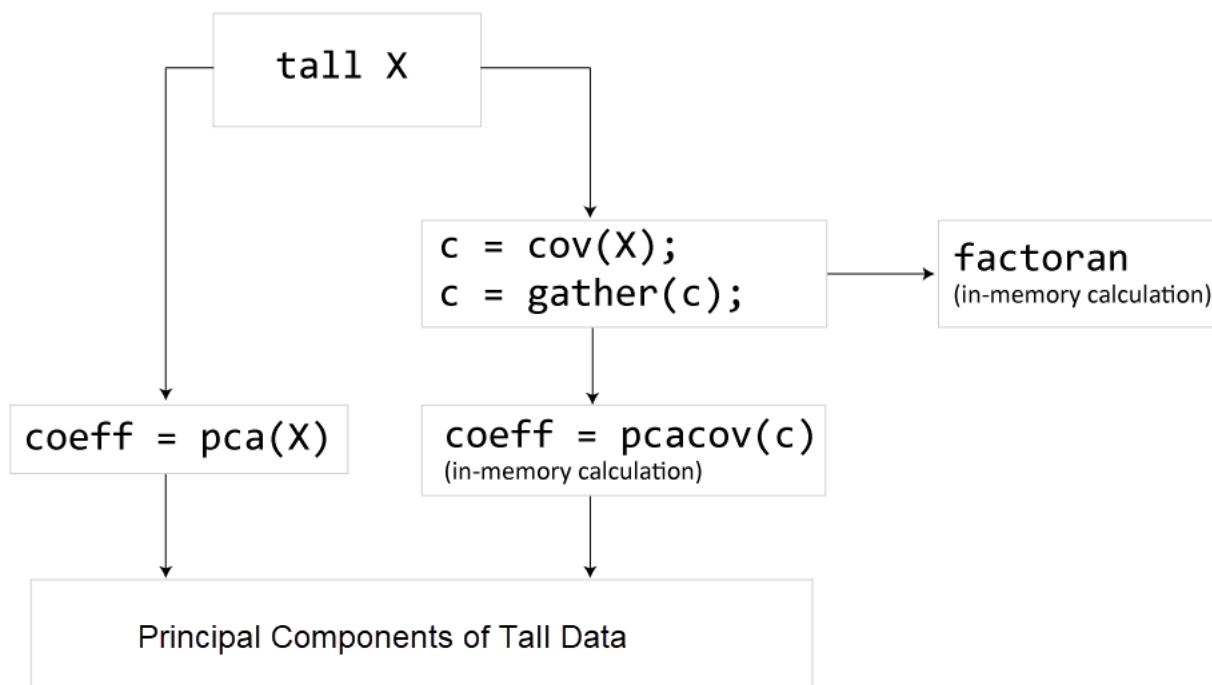 tall X
c = cov(X);
c = gather(c);
factoran
(in-memory calculation)
coeff = pca(X)
coeff = pcacov(c)
(in-memory calculation)
Principal Components of Tall Data